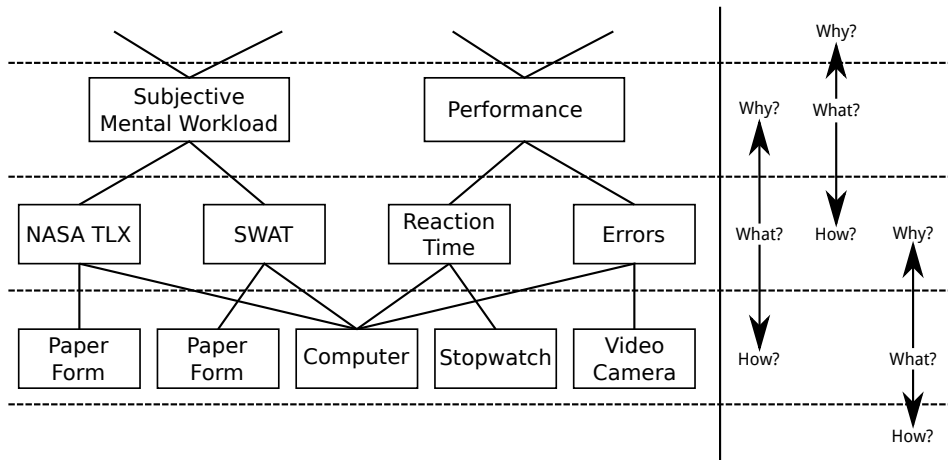 Why?
Subjective
Mental Workload
Performance
Why?
What?
NASA TLX
SWAT
Reaction
Time
Errors
What?
How?
Why?
Paper
Form
Paper
Form
Computer
Stopwatch
Video
Camera
How?
What?
How?